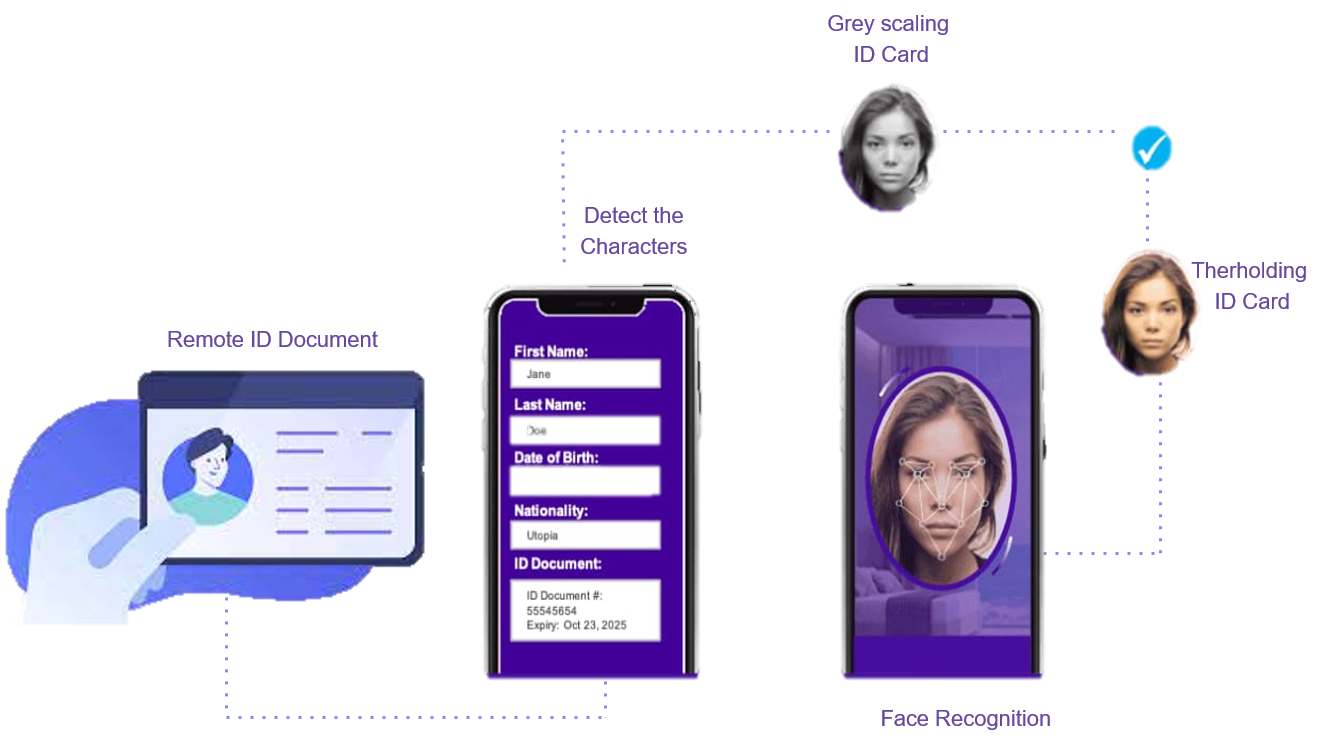 Grey scaling
ID Card
Detect the
Characters
Therholding
ID Card
Remote ID Document
First Name:
Jane
Last Name:
Doe
Date of Birth:
Nationality:
Utopia
ID Document:
ID Document #:
55545654
Expiry: Oct 23, 2025
Face Recognition